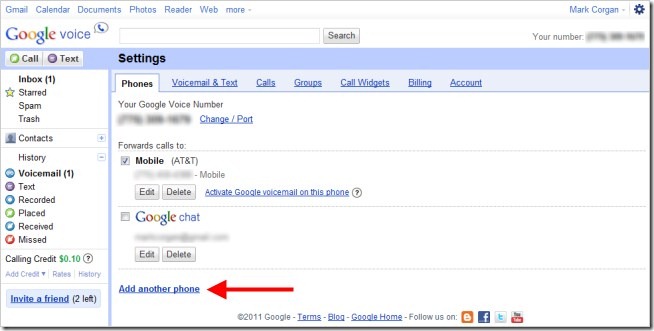 Gmail Calendar Documents Photos Reader Web more Mark Corgan
Google voice Search Your number:
Call Text Settings
Inbox (1)
Starred
Spam
Trash
Contacts
History
Voicemail (1)
Text
Recorded
Placed
Received
Missed
Calling Credit $0.10 ?
Add Credit Rates History
Invite a friend (2 left)
Phones Voicemail & Text Calls Groups Call Widgets Billing Account
Your Google Voice Number
Change / Port
Forwards calls to:
Mobile (AT&T)
- Mobile
Edit Delete Activate Google voicemail on this phone ?
Google chat
Edit Delete
Add another phone
©2011 Google - Terms - Blog - Google Home - Follow us on: